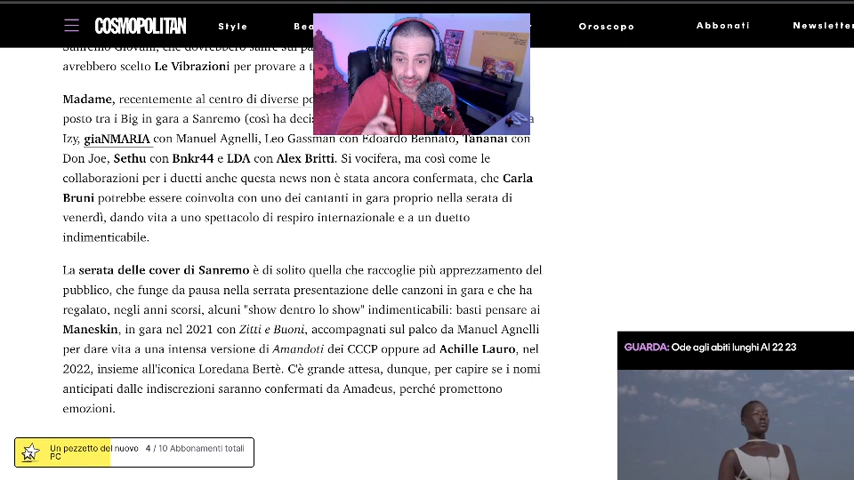 COSMOPOLITAN
Style
Bea
Oroscopo
Abbonati
Newsletter
avrebbero scelto Le Vibrazioni per provare a t
Madame, recentemente al centro di diverse po
posto tra i Big in gara a Sanremo (così ha deci
Izy, giaNMARIA con Manuel Agnelli, Leo Gassman con Edoardo Bennato, Tananai con
Don Joe, Sethu con Bnkr44 e LDA con Alex Britti. Si vocifera, ma così come le
collaborazioni per i duetti anche questa news non è stata ancora confermata, che Carla
Bruni potrebbe essere coinvolta con uno dei cantanti in gara proprio nella serata di
venerdì, dando vita a uno spettacolo di respiro internazionale e a un duetto
indimenticabile.
La serata delle cover di Sanremo è di solito quella che raccoglie più apprezzamento del
pubblico, che funge da pausa nella serrata presentazione delle canzoni in gara e che ha
regalato, negli anni scorsi, alcuni "show dentro lo show" indimenticabili: basti pensare ai
Maneskin, in gara nel 2021 con Zitti e Buoni, accompagnati sul palco da Manuel Agnelli
per dare vita a una intensa versione di Amandoti dei CCCP oppure ad Achille Lauro, nel
2022, insieme all'iconica Loredana Bertè. C'è grande attesa, dunque, per capire se i nomi
anticipati dalle indiscrezioni saranno confermati da Amadeus, perché promettono
emozioni.
GUARDA: Ode agli abiti lunghi AI 22 23
Un pezzetto del nuovo PC
4 / 10 Abbonamenti totali